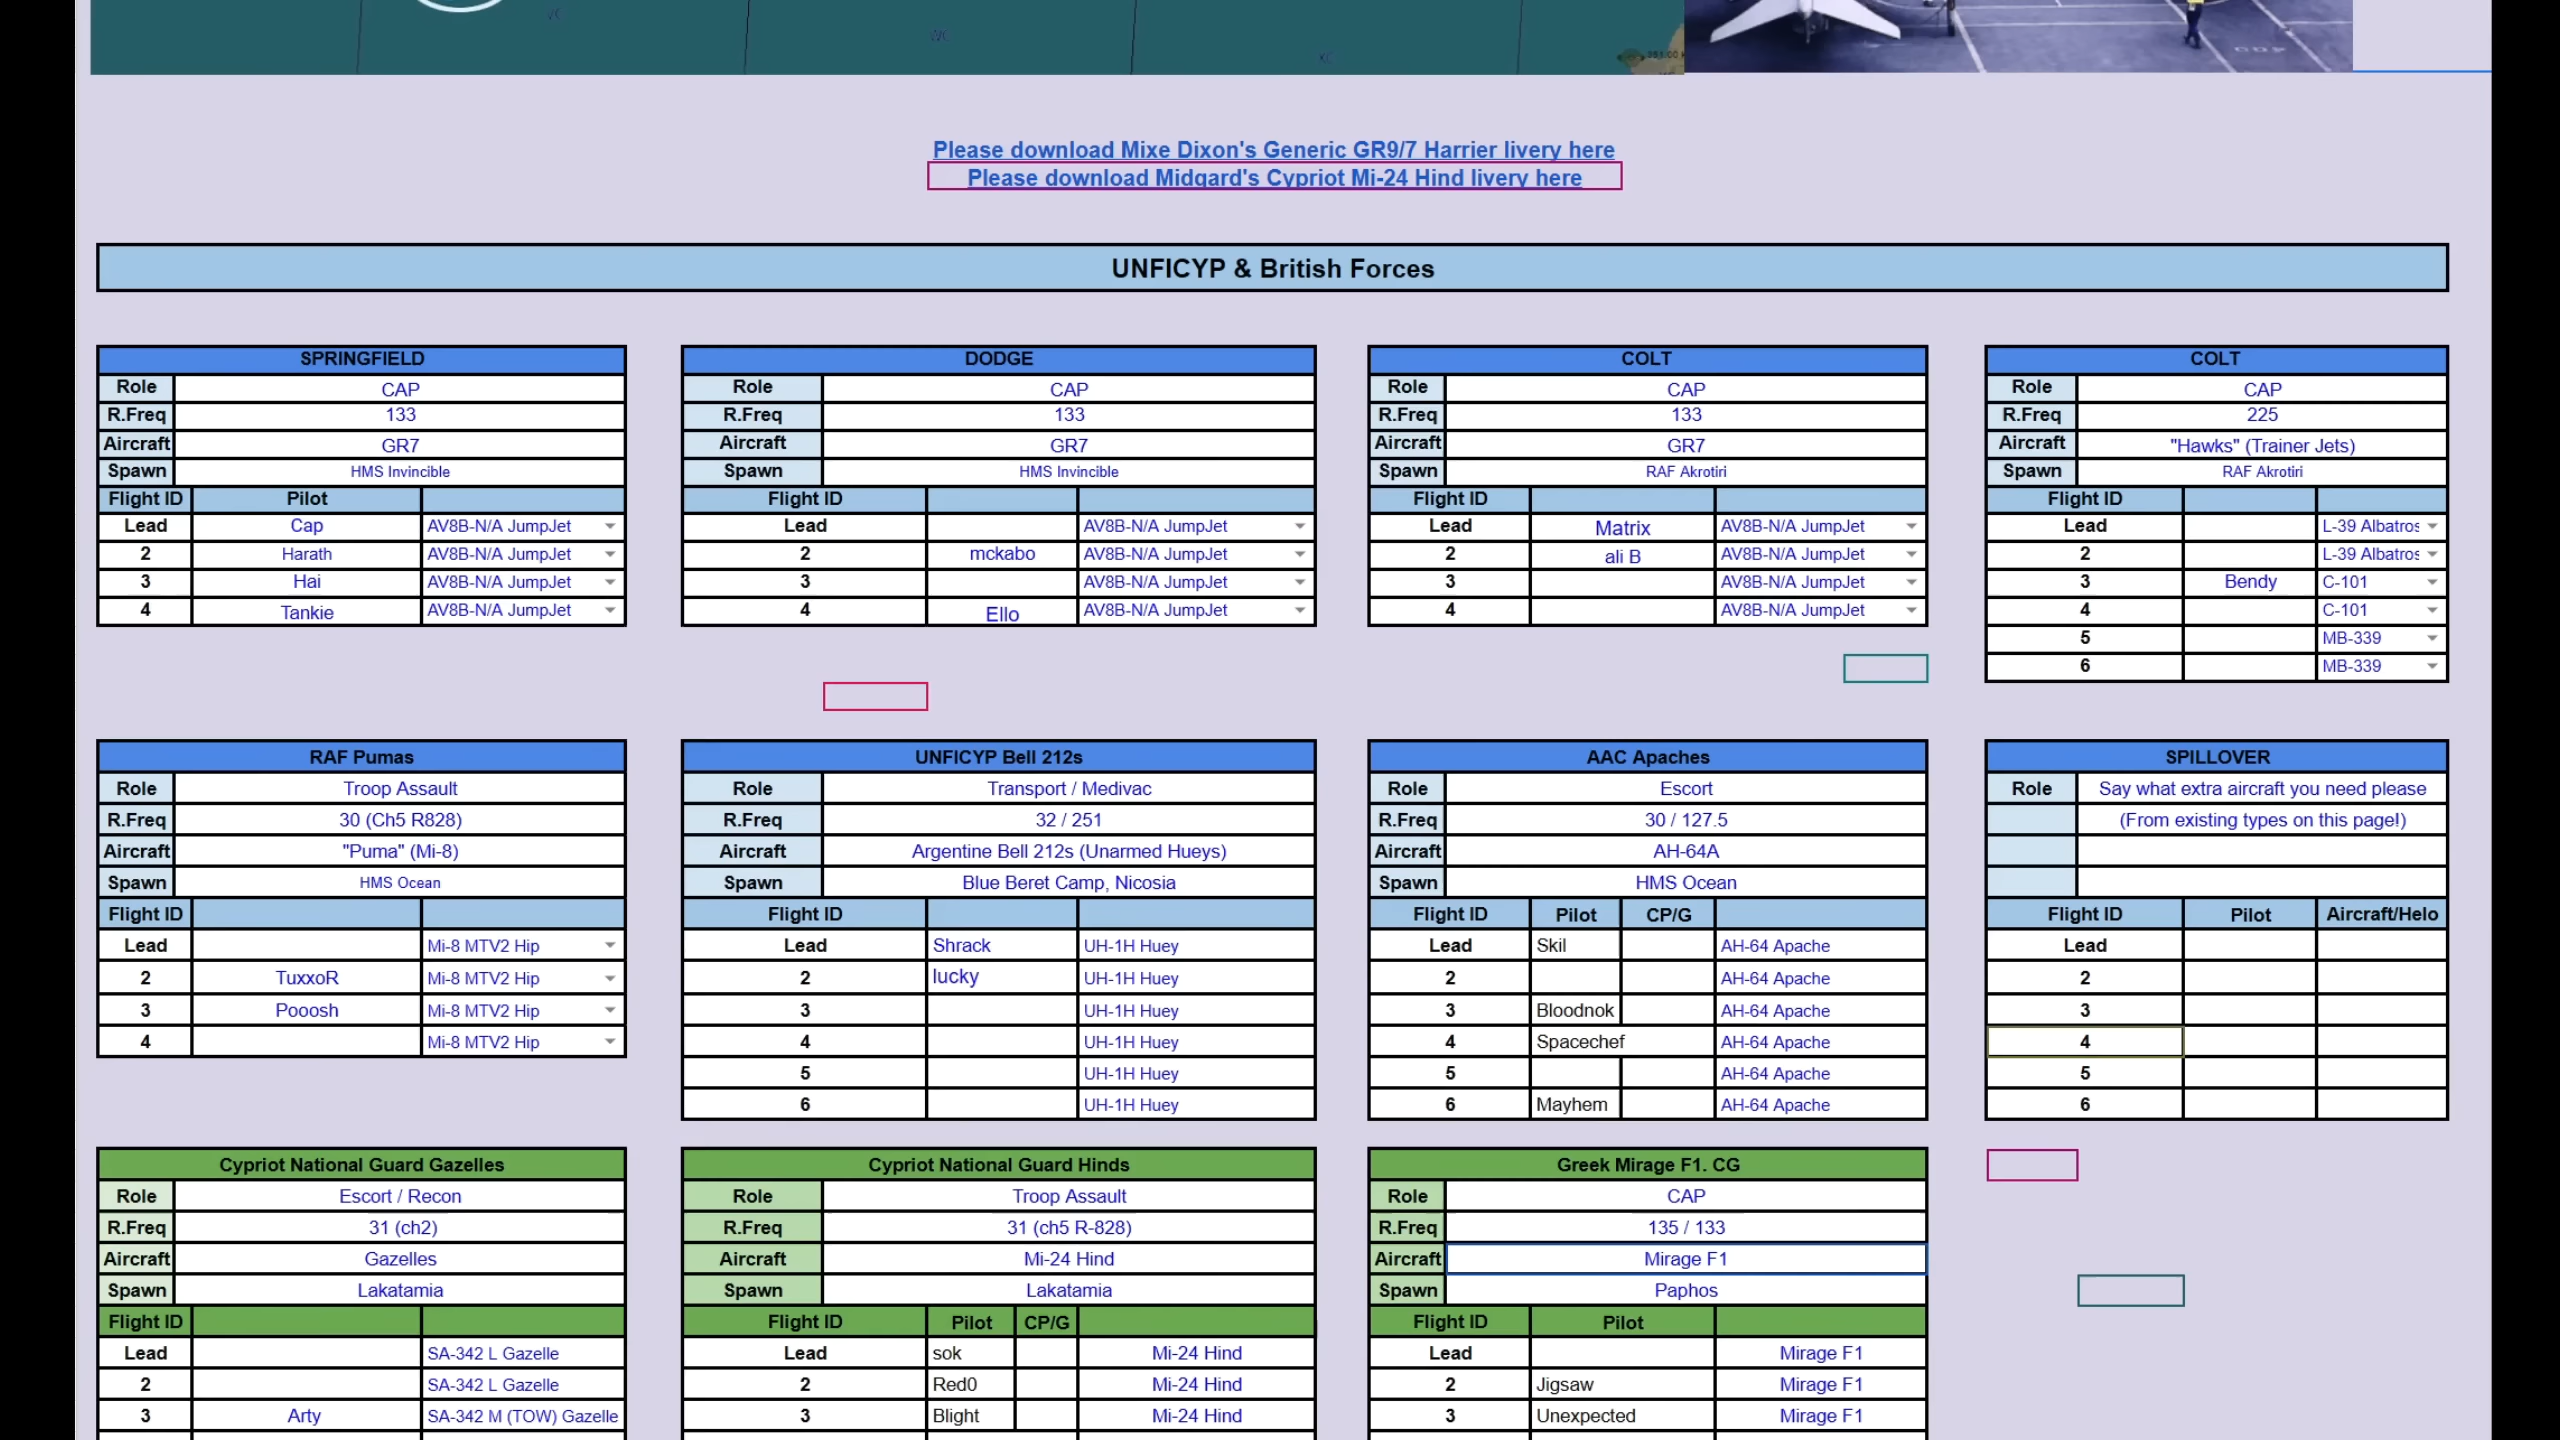 Please download Mixe Dixon's Generic GR9/7 Harrier livery here
Please download Midgard's Cypriot Mi-24 Hind livery here
UNFICYP & British Forces
SPRINGFIELD
Role CAP
R.Freq 133
Aircraft GR7
Spawn HMS Invincible
Flight ID Pilot
Lead Cap AV8B-N/A JumpJet
2 Harath AV8B-N/A JumpJet
3 Hai AV8B-N/A JumpJet
4 Tankie AV8B-N/A JumpJet
DODGE
Role CAP
R.Freq 133
Aircraft GR7
Spawn HMS Invincible
Flight ID
Lead AV8B-N/A JumpJet
2 mckabo AV8B-N/A JumpJet
3 AV8B-N/A JumpJet
4 Ello AV8B-N/A JumpJet
COLT
Role CAP
R.Freq 133
Aircraft GR7
Spawn RAF Akrotiri
Flight ID
Lead Matrix AV8B-N/A JumpJet
2 ali B AV8B-N/A JumpJet
3 AV8B-N/A JumpJet
4 AV8B-N/A JumpJet
COLT
Role CAP
R.Freq 225
Aircraft "Hawks" (Trainer Jets)
Spawn RAF Akrotiri
Flight ID
Lead L-39 Albatros
2 L-39 Albatros
3 Bendy C-101
4 C-101
5 MB-339
6 MB-339
RAF Pumas
Role Troop Assault
R.Freq 30 (Ch5 R828)
Aircraft "Puma" (Mi-8)
Spawn HMS Ocean
Flight ID
Lead Mi-8 MTV2 Hip
2 TuxxoR Mi-8 MTV2 Hip
3 Pooosh Mi-8 MTV2 Hip
4 Mi-8 MTV2 Hip
UNFICYP Bell 212s
Role Transport / Medivac
R.Freq 32 / 251
Aircraft Argentine Bell 212s (Unarmed Hueys)
Spawn Blue Beret Camp, Nicosia
Flight ID
Lead Shrack UH-1H Huey
2 lucky UH-1H Huey
3 UH-1H Huey
4 UH-1H Huey
5 UH-1H Huey
6 UH-1H Huey
AAC Apaches
Role Escort
R.Freq 30 / 127.5
Aircraft AH-64A
Spawn HMS Ocean
Flight ID Pilot CP/G
Lead Skil AH-64 Apache
2 AH-64 Apache
3 Bloodnok AH-64 Apache
4 Spacechef AH-64 Apache
5 AH-64 Apache
6 Mayhem AH-64 Apache
SPILLOVER
Role Say what extra aircraft you need please
(From existing types on this page!)
Flight ID Pilot Aircraft/Helo
Lead
2
3
4
5
6
Cypriot National Guard Gazelles
Role Escort / Recon
R.Freq 31 (ch2)
Aircraft Gazelles
Spawn Lakatamia
Flight ID
Lead SA-342 L Gazelle
2 SA-342 L Gazelle
3 Arty SA-342 M (TOW) Gazelle
Cypriot National Guard Hinds
Role Troop Assault
R.Freq 31 (ch5 R-828)
Aircraft Mi-24 Hind
Spawn Lakatamia
Flight ID Pilot CP/G
Lead sok Mi-24 Hind
2 Red0 Mi-24 Hind
3 Blight Mi-24 Hind
Greek Mirage F1. CG
Role CAP
R.Freq 135 / 133
Aircraft Mirage F1
Spawn Paphos
Flight ID Pilot
Lead Mirage F1
2 Jigsaw Mirage F1
3 Unexpected Mirage F1